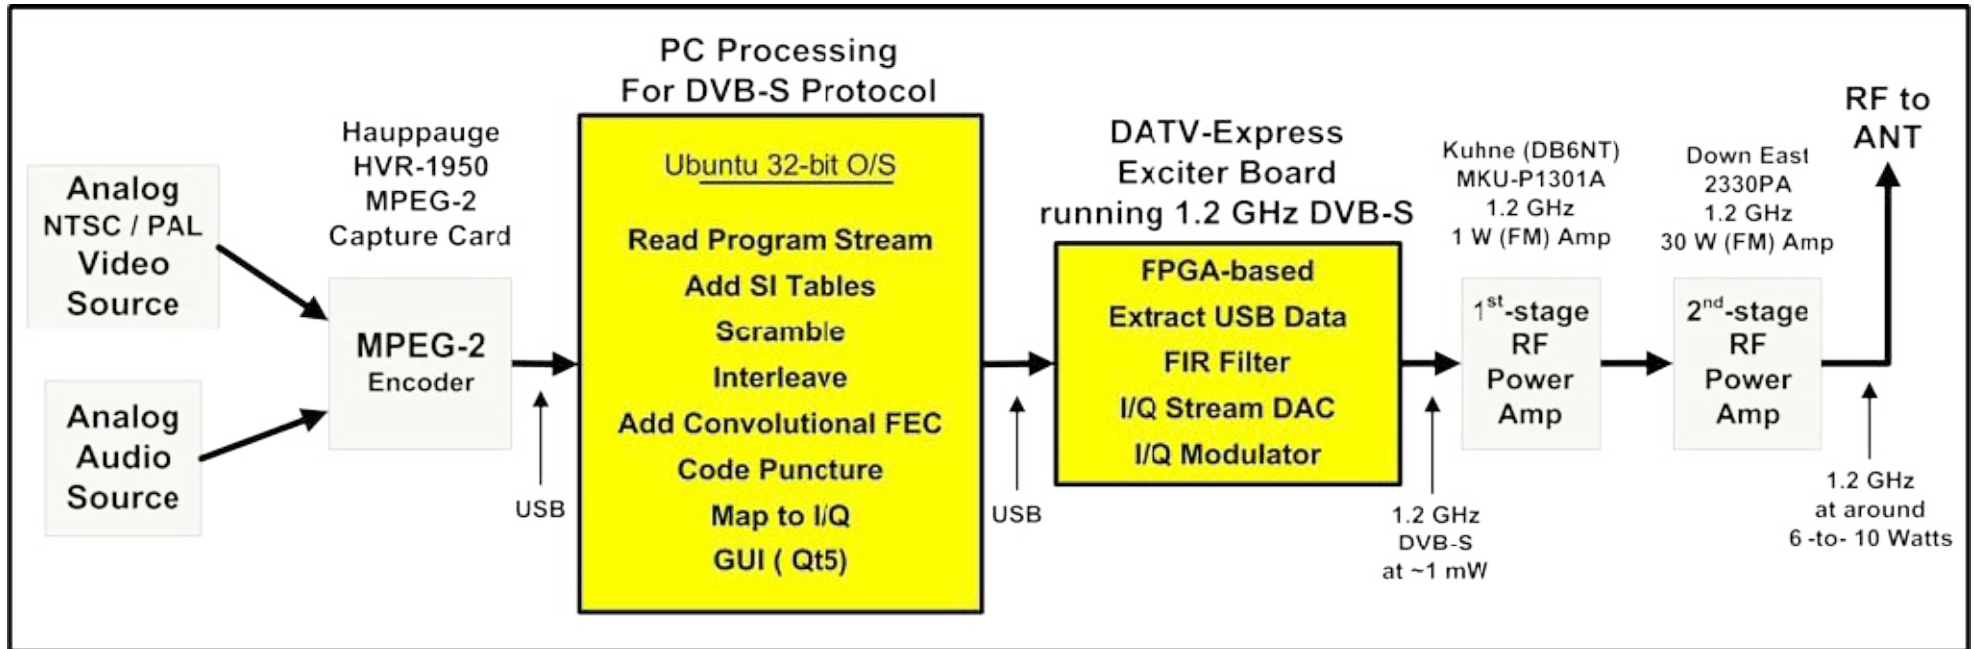 Analog
NTSC / PAL
Video
Source
Analog
Audio
Source
Hauppauge
HVR-1950
MPEG-2
Capture Card
MPEG-2
Encoder
USB
PC Processing
For DVB-S Protocol
Ubuntu 32-bit O/S
Read Program Stream
Add SI Tables
Scramble
Interleave
Add Convolutional FEC
Code Puncture
Map to I/Q
GUI ( Qt5)
USB
DATV-Express
Exciter Board
running 1.2 GHz DVB-S
FPGA-based
Extract USB Data
FIR Filter
I/Q Stream DAC
I/Q Modulator
1.2 GHz
DVB-S
at ~1 mW
Kuhne (DB6NT)
MKU-P1301A
1.2 GHz
1 W (FM) Amp
1st-stage
RF
Power
Amp
Down East
2330PA
1.2 GHz
30 W (FM) Amp
2nd-stage
RF
Power
Amp
RF to
ANT
1.2 GHz
at around
6 -to- 10 Watts